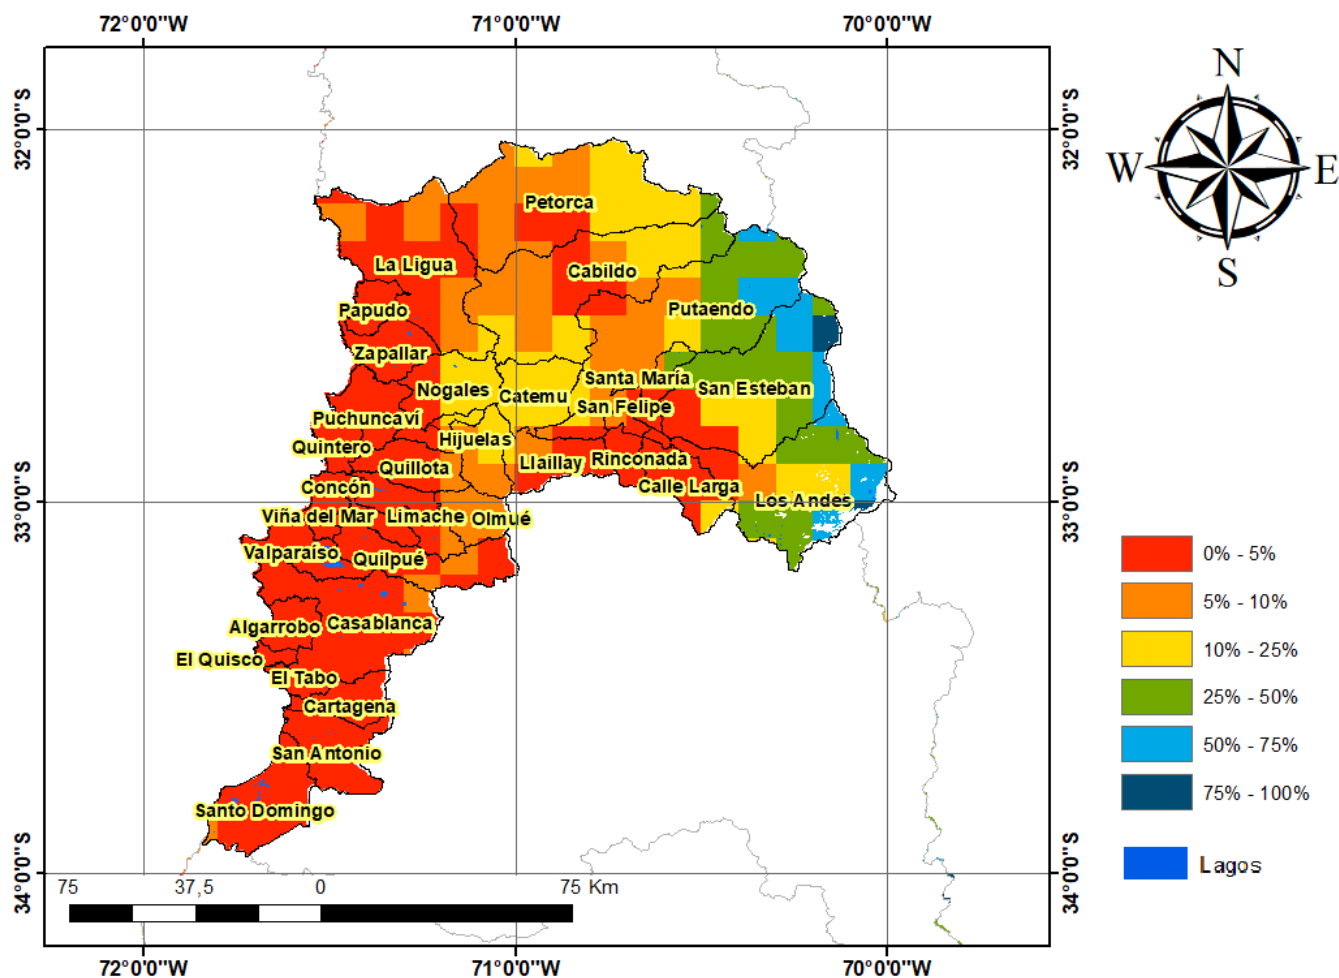 72°0'0"W 71°0'0"W 70°0'0"W
N
W E
S
32°0'0"S 32°0'0"S
Petorca
La Ligua
Cabildo
Papudo
Putaendo
Zapallar
Santa María
Nogales
Catemu
San Esteban
San Felipe
Puchuncaví
Hijuelas
Quintero
Quillota
Llaillay
Rinconada
Concón
Calle Larga
Los Andes
33°0'0"S 33°0'0"S
Viña del Mar
Limache
Olmué
Valparaíso
Quilpué
Algarrobo
Casablanca
El Quisco
El Tabo
Cartagena
San Antonio
Santo Domingo
34°0'0"S 34°0'0"S
75 37,5 0 75 Km
72°0'0"W 71°0'0"W 70°0'0"W
0% - 5%
5% - 10%
10% - 25%
25% - 50%
50% - 75%
75% - 100%
Lagos